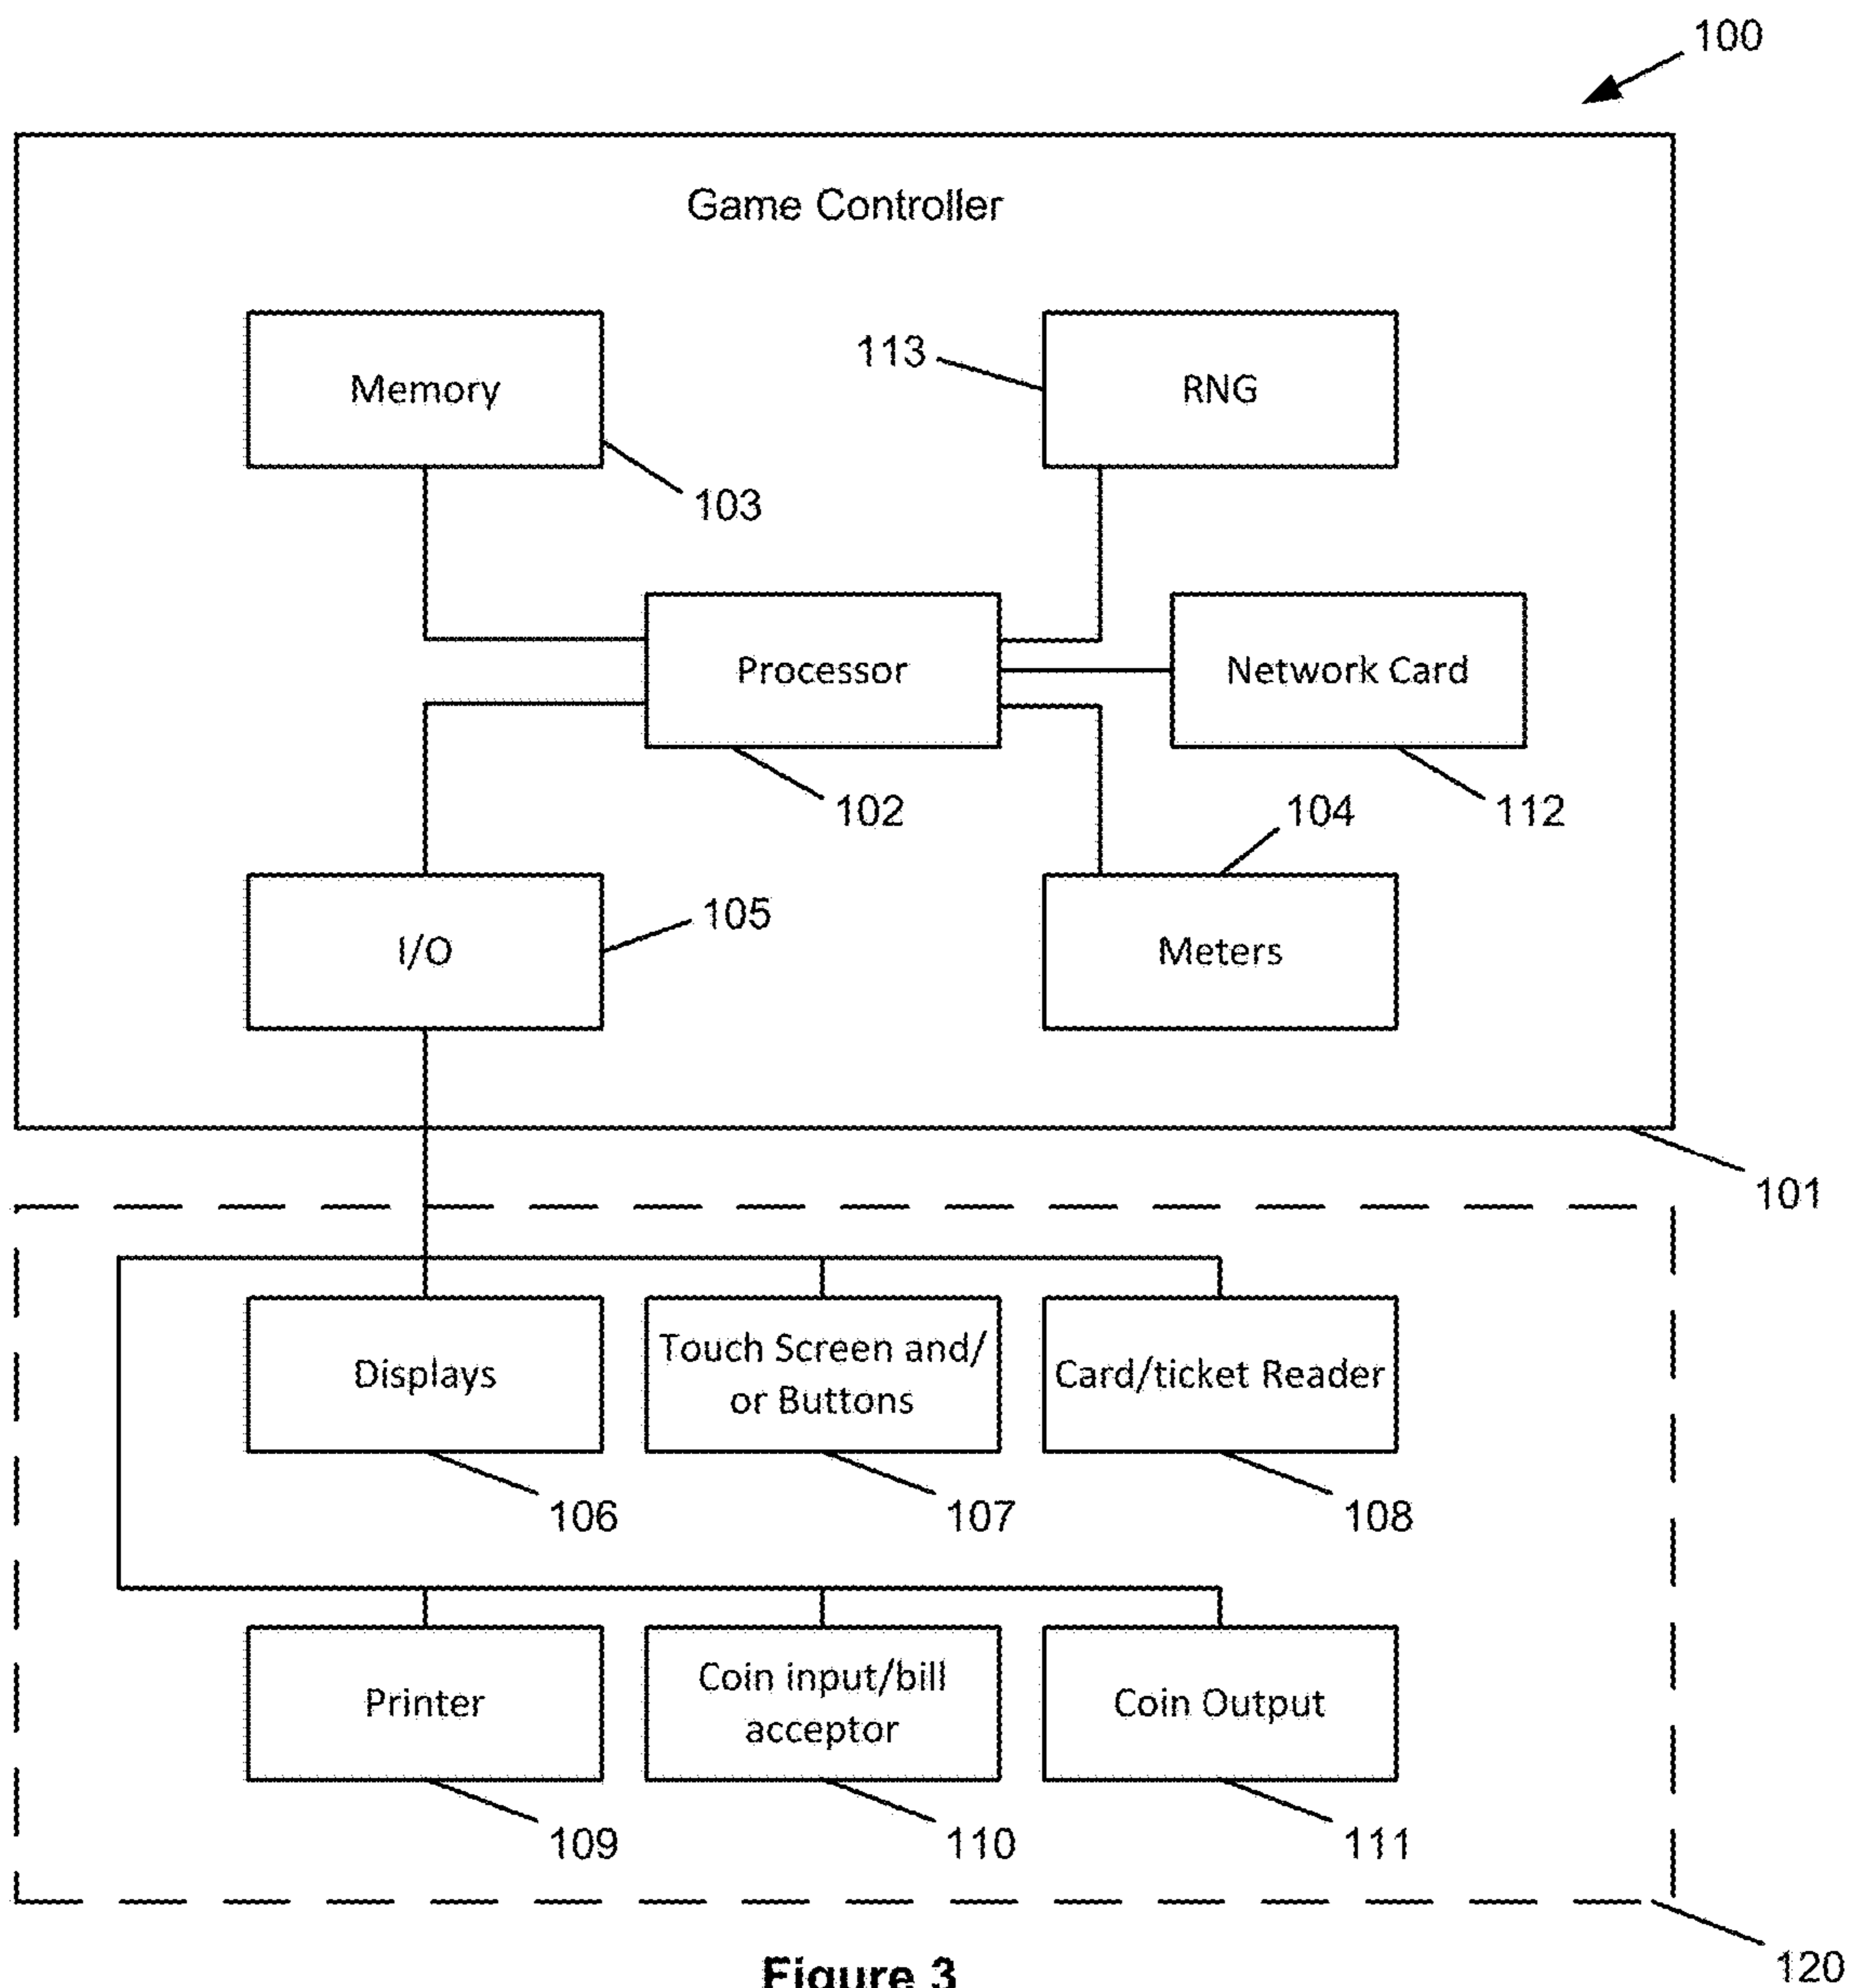 100
Game Controller
113
Memory
RNG
103
Processor
Network Card
102
104
112
105
I/O
Meters
101
Displays
Touch Screen and/
or Buttons
Card/ticket Reader
106
107
108
Printer
Coin input/bill
acceptor
Coin Output
109
110
111
120
Figure 3